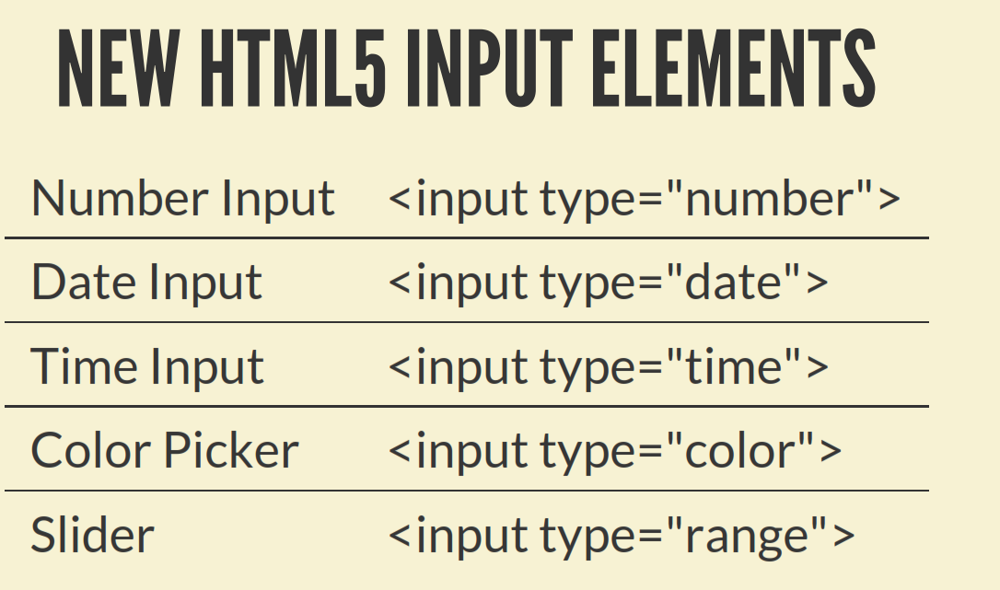 NEW HTML5 INPUT ELEMENTS
Number Input <input type="number">
Date Input <input type="date">
Time Input <input type="time">
Color Picker <input type="color">
Slider <input type="range">